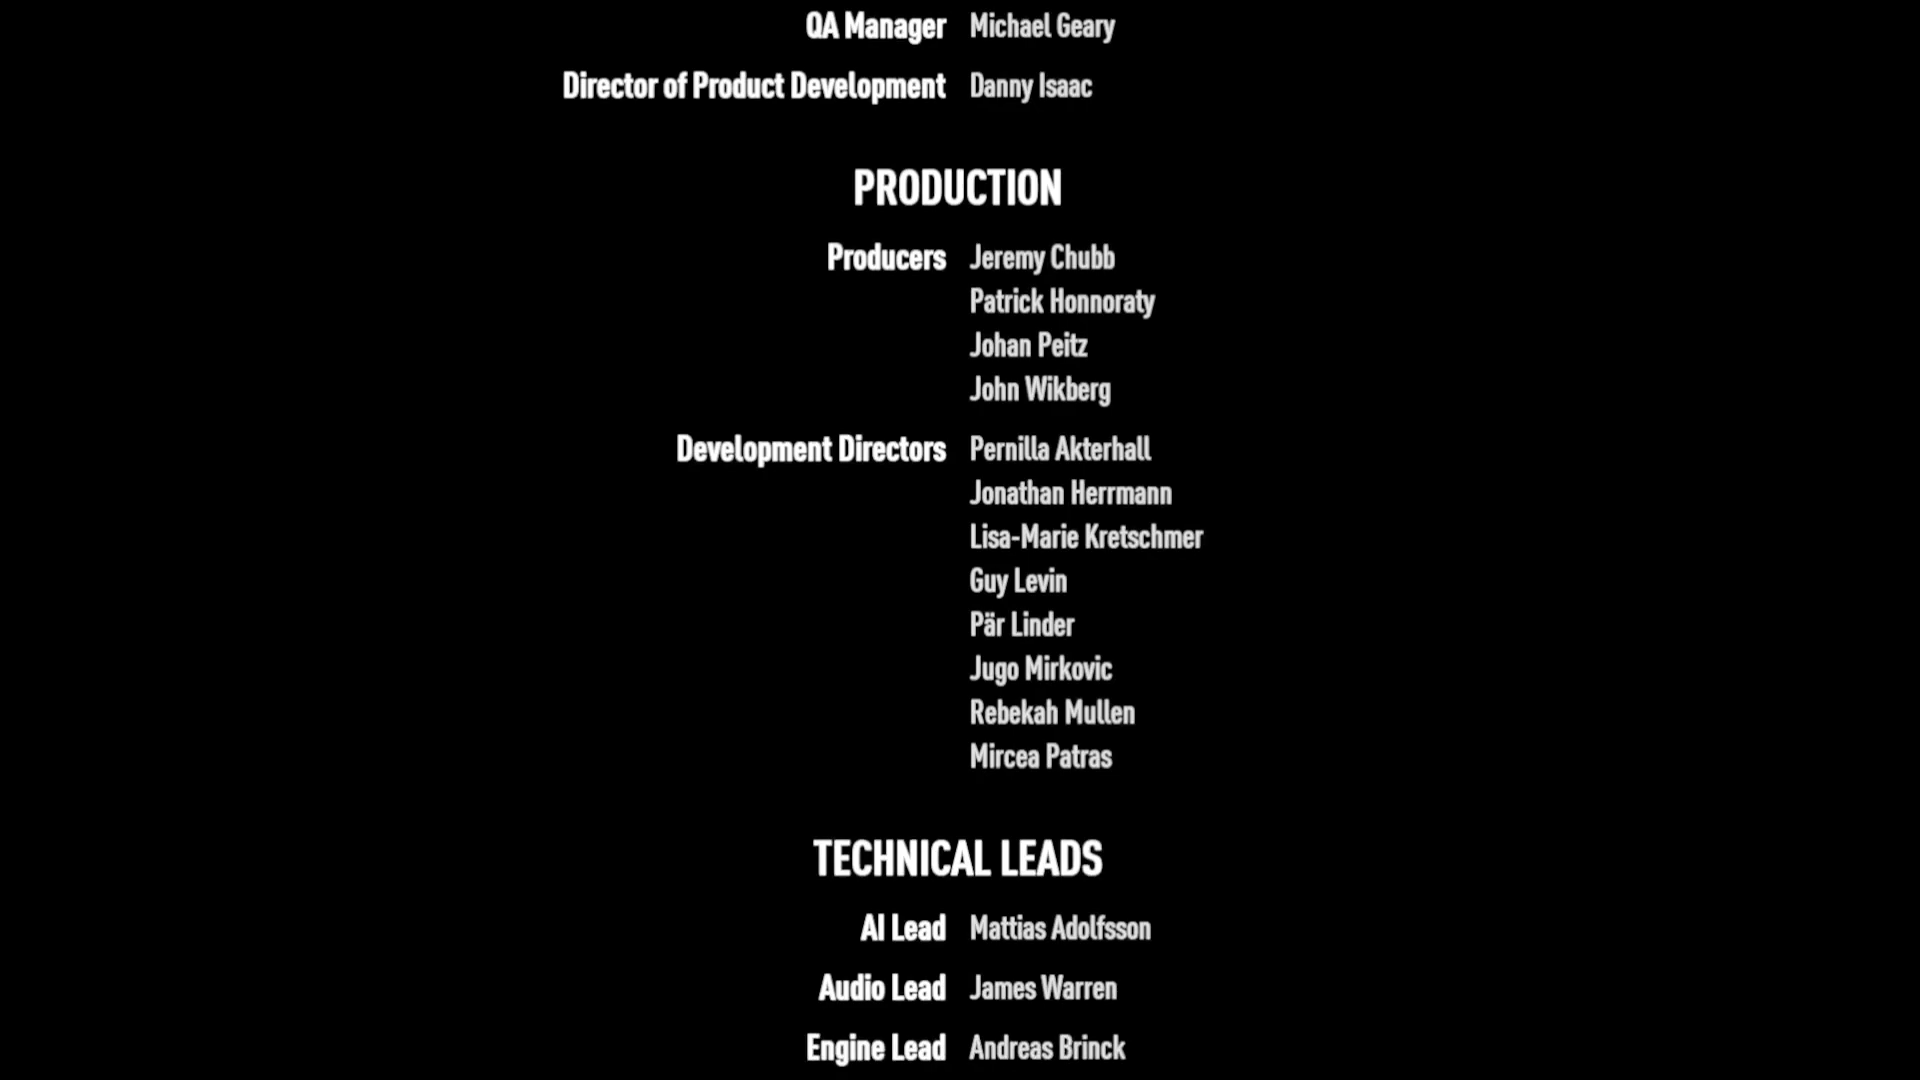 QA Manager Michael Geary
Director of Product Development Danny Isaac
PRODUCTION
Producers Jeremy Chubb
Patrick Honnoraty
Johan Peitz
John Wikberg
Development Directors Pernilla Akterhall
Jonathan Herrmann
Lisa-Marie Kretschmer
Guy Levin
Pär Linder
Jugo Mirkovic
Rebekah Mullen
Mircea Patras
TECHNICAL LEADS
AI Lead Mattias Adolfsson
Audio Lead James Warren
Engine Lead Andreas Brinck